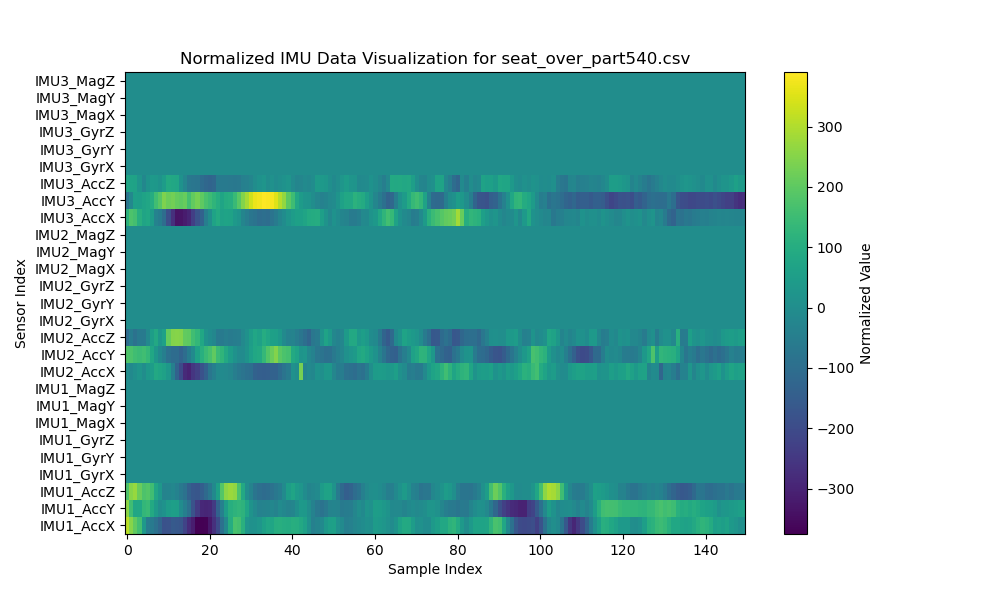 Normalized IMU Data Visualization for seat_over_part540.csv
IMU3_MagZ
IMU3_MagY
IMU3_MagX
IMU3_GyrZ
IMU3_GyrY
IMU3_GyrX
IMU3_AccZ
IMU3_AccY
IMU3_AccX
IMU2_MagZ
IMU2_MagY
IMU2_MagX
IMU2_GyrZ
IMU2_GyrY
IMU2_GyrX
IMU2_AccZ
IMU2_AccY
IMU2_AccX
IMU1_MagZ
IMU1_MagY
IMU1_MagX
IMU1_GyrZ
IMU1_GyrY
IMU1_GyrX
IMU1_AccZ
IMU1_AccY
IMU1_AccX
Sensor Index
0 20 40 60 80 100 120 140
Sample Index
300
200
100
0
−100
−200
−300
Normalized Value